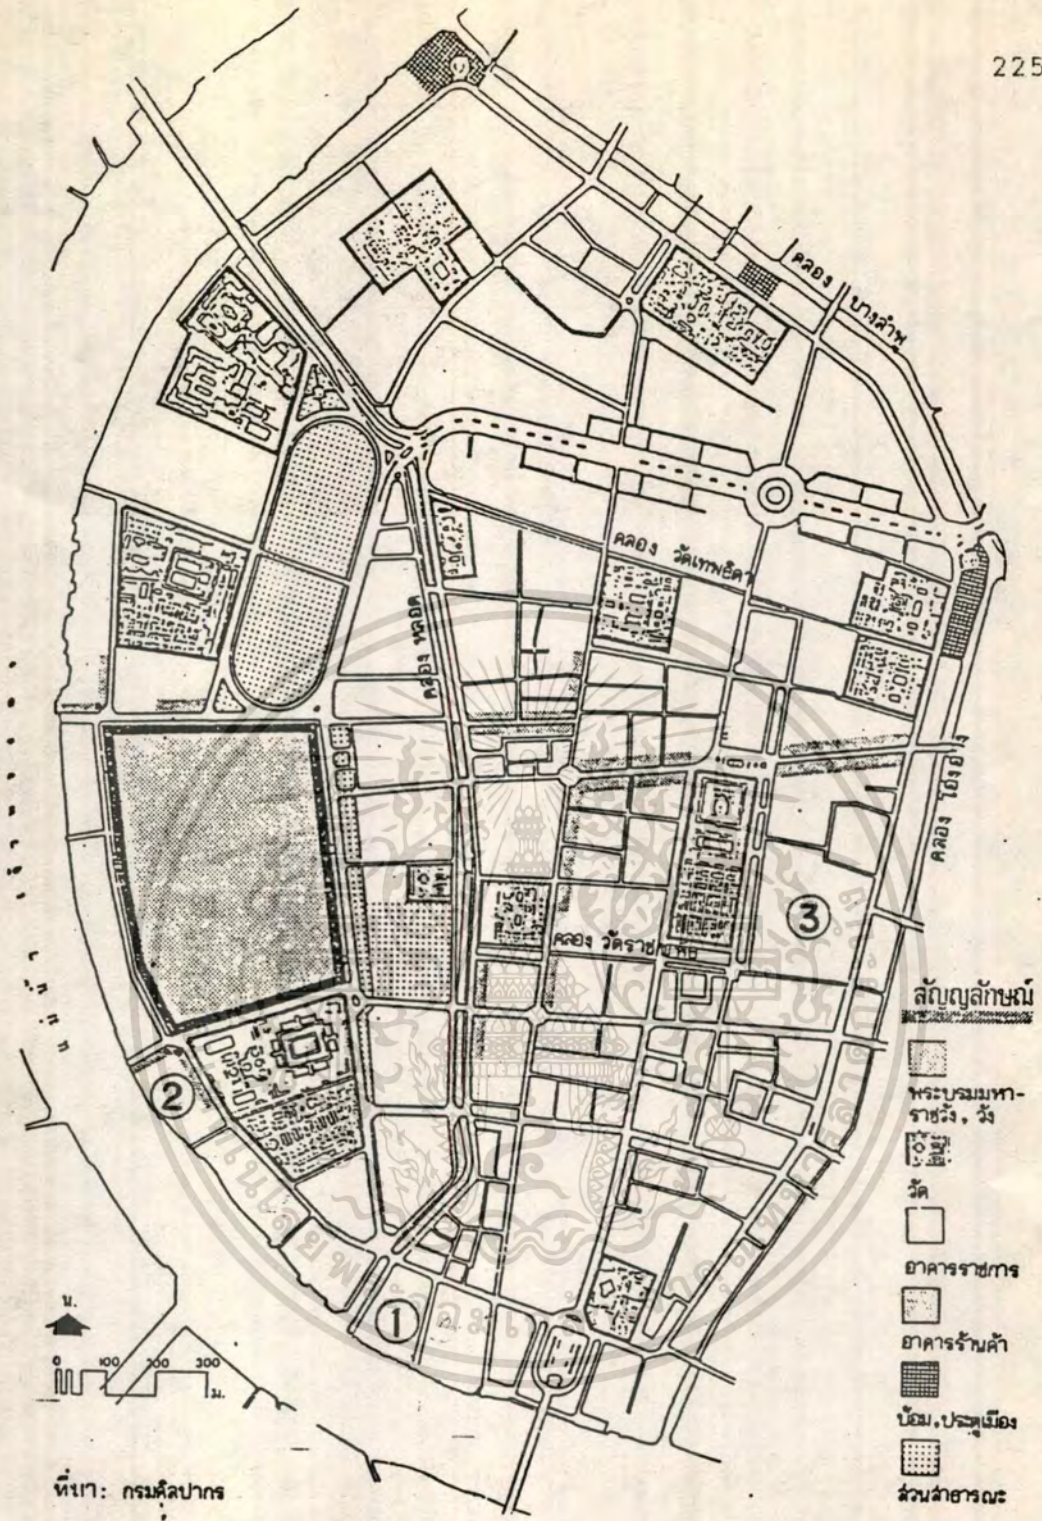 225
คลอง บางลำพู
คลอง วัดเทพธิดา
คลอง หลอด
คลอง โอ่งอ่าง
คลอง วัดราชบพิธ
3
2
1
สัญญลักษณ์
พระบรมมหา-
ราชวัง, วัง
วัด
อาคารราชการ
อาคารร้านค้า
ป้อม, ประตูเมือง
สวนสาธารณะ
น.
0 100 200 300
ม.
ที่มา: กรมศิลปากร